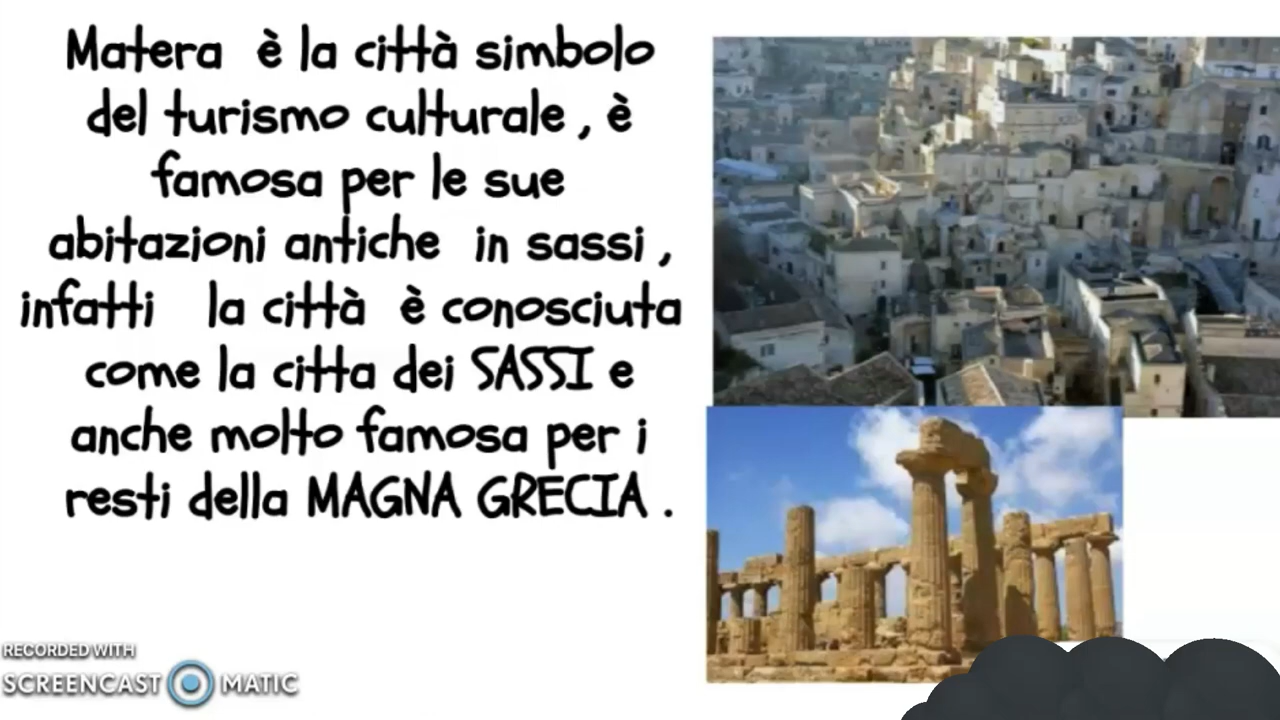 Matera è la città simbolo
del turismo culturale , è
famosa per le sue
abitazioni antiche in sassi ,
infatti la città è conosciuta
come la citta dei SASSI e
anche molto famosa per i
resti della MAGNA GRECIA .
RECORDED WITH
SCREENCAST MATIC